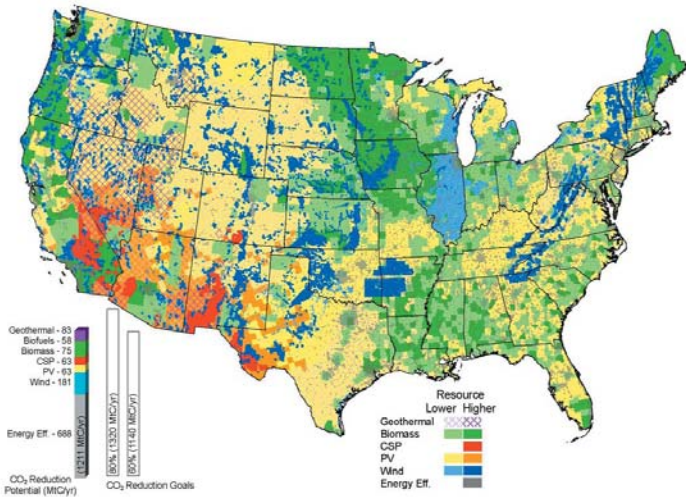 Geothermal - 83
Biofuels - 58
Biomass - 75
CSP - 63
PV - 63
Wind - 181
Energy Eff. - 688
(1211 MtC/yr)
80% (1320 MtC/yr)
60% (1140 MtC/yr)
CO₂ Reduction
Potential (MtC/yr)
CO₂ Reduction Goals
Resource
Lower Higher
Geothermal
Biomass
CSP
PV
Wind
Energy Eff.